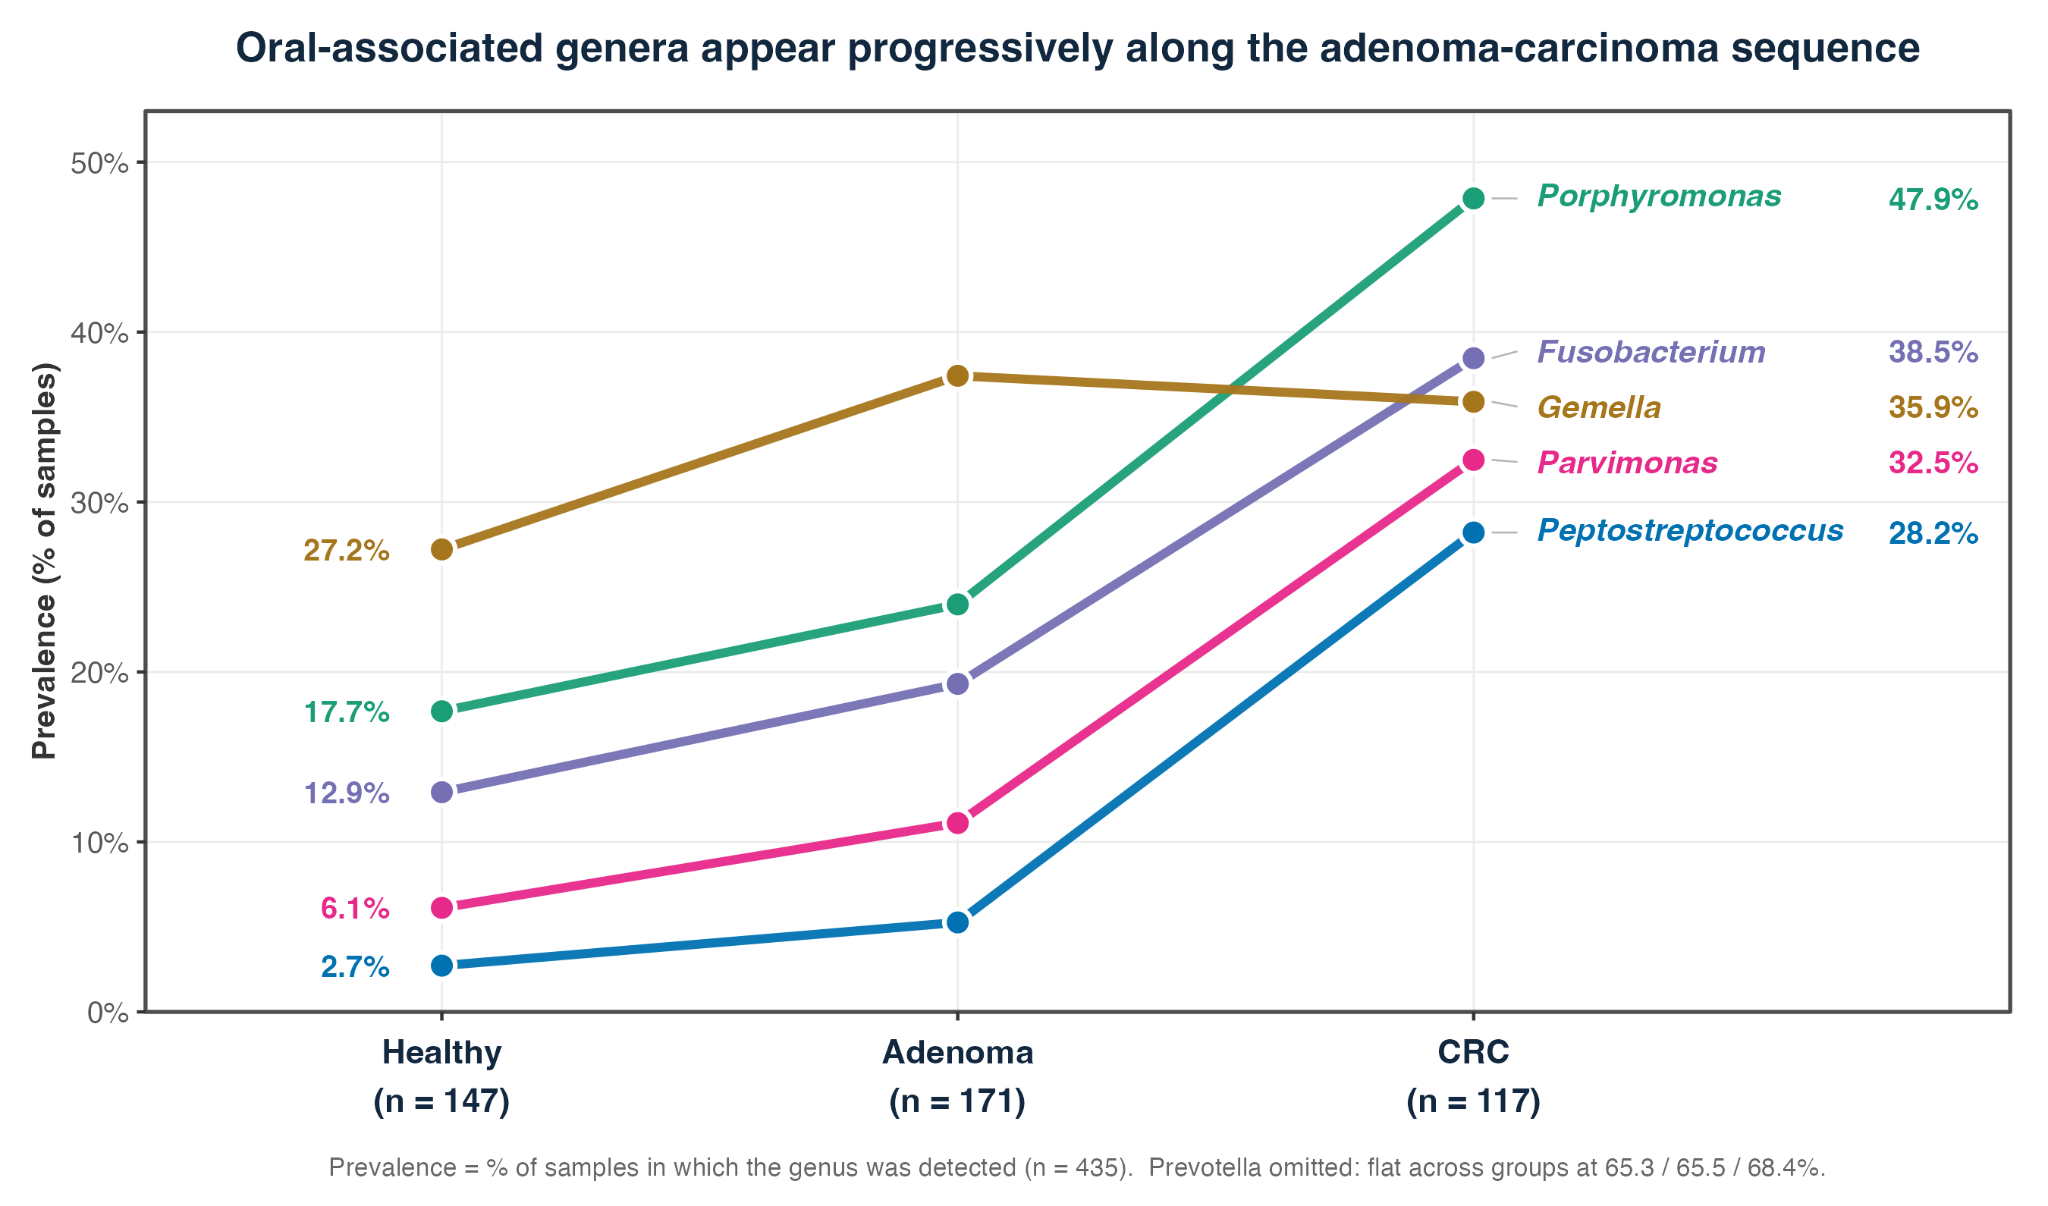 Oral-associated genera appear progressively along the adenoma-carcinoma sequence
Prevalence (% of samples)
50%
40%
30%
20%
10%
0%
27.2%
17.7%
12.9%
6.1%
2.7%
Porphyromonas 47.9%
Fusobacterium 38.5%
Gemella 35.9%
Parvimonas 32.5%
Peptostreptococcus 28.2%
Healthy Adenoma CRC
(n = 147) (n = 171) (n = 117)
Prevalence = % of samples in which the genus was detected (n = 435). Prevotella omitted: flat across groups at 65.3 / 65.5 / 68.4%.